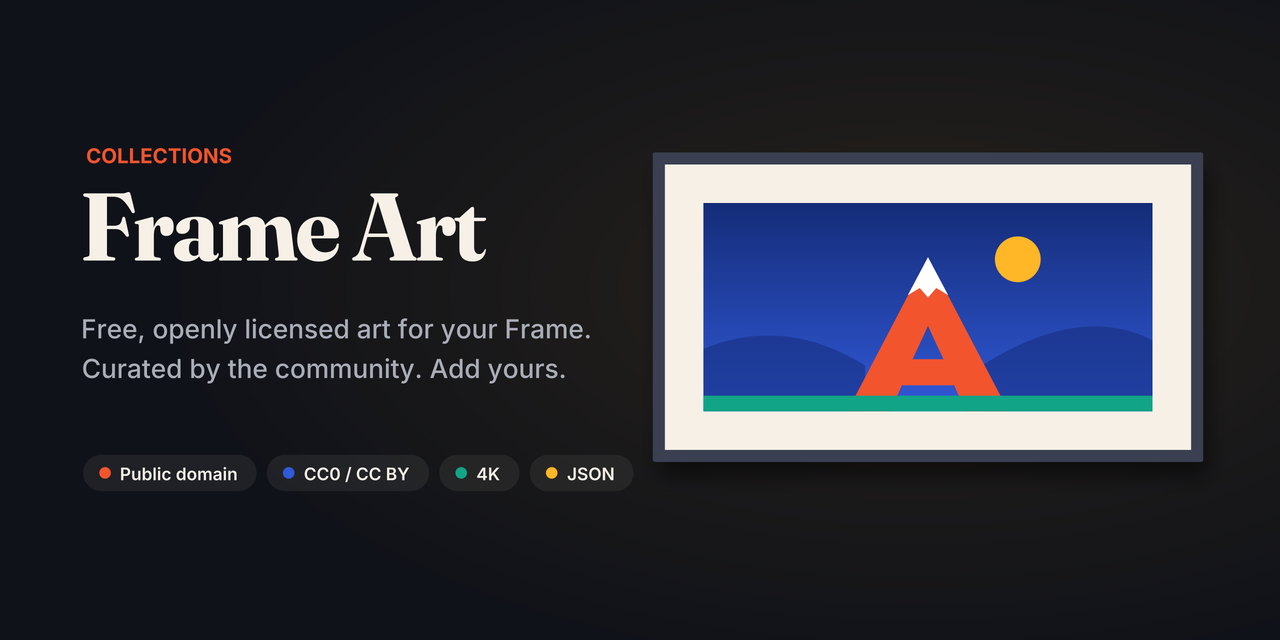 COLLECTIONS
Frame Art
Free, openly licensed art for your Frame.
Curated by the community. Add yours.
Public domain
CC0 / CC BY
4K
JSON
A